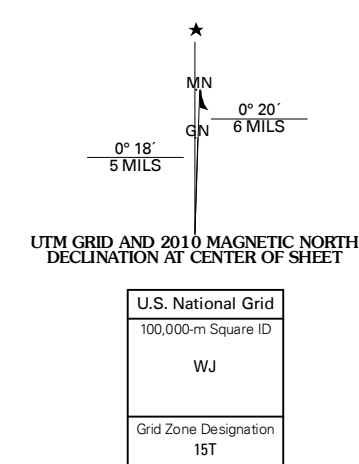 MN
GN
0° 20´
6 MILS
0° 18´
5 MILS
UTM GRID AND 2010 MAGNETIC NORTH
DECLINATION AT CENTER OF SHEET
U.S. National Grid
100,000-m Square ID
WJ
Grid Zone Designation
15T